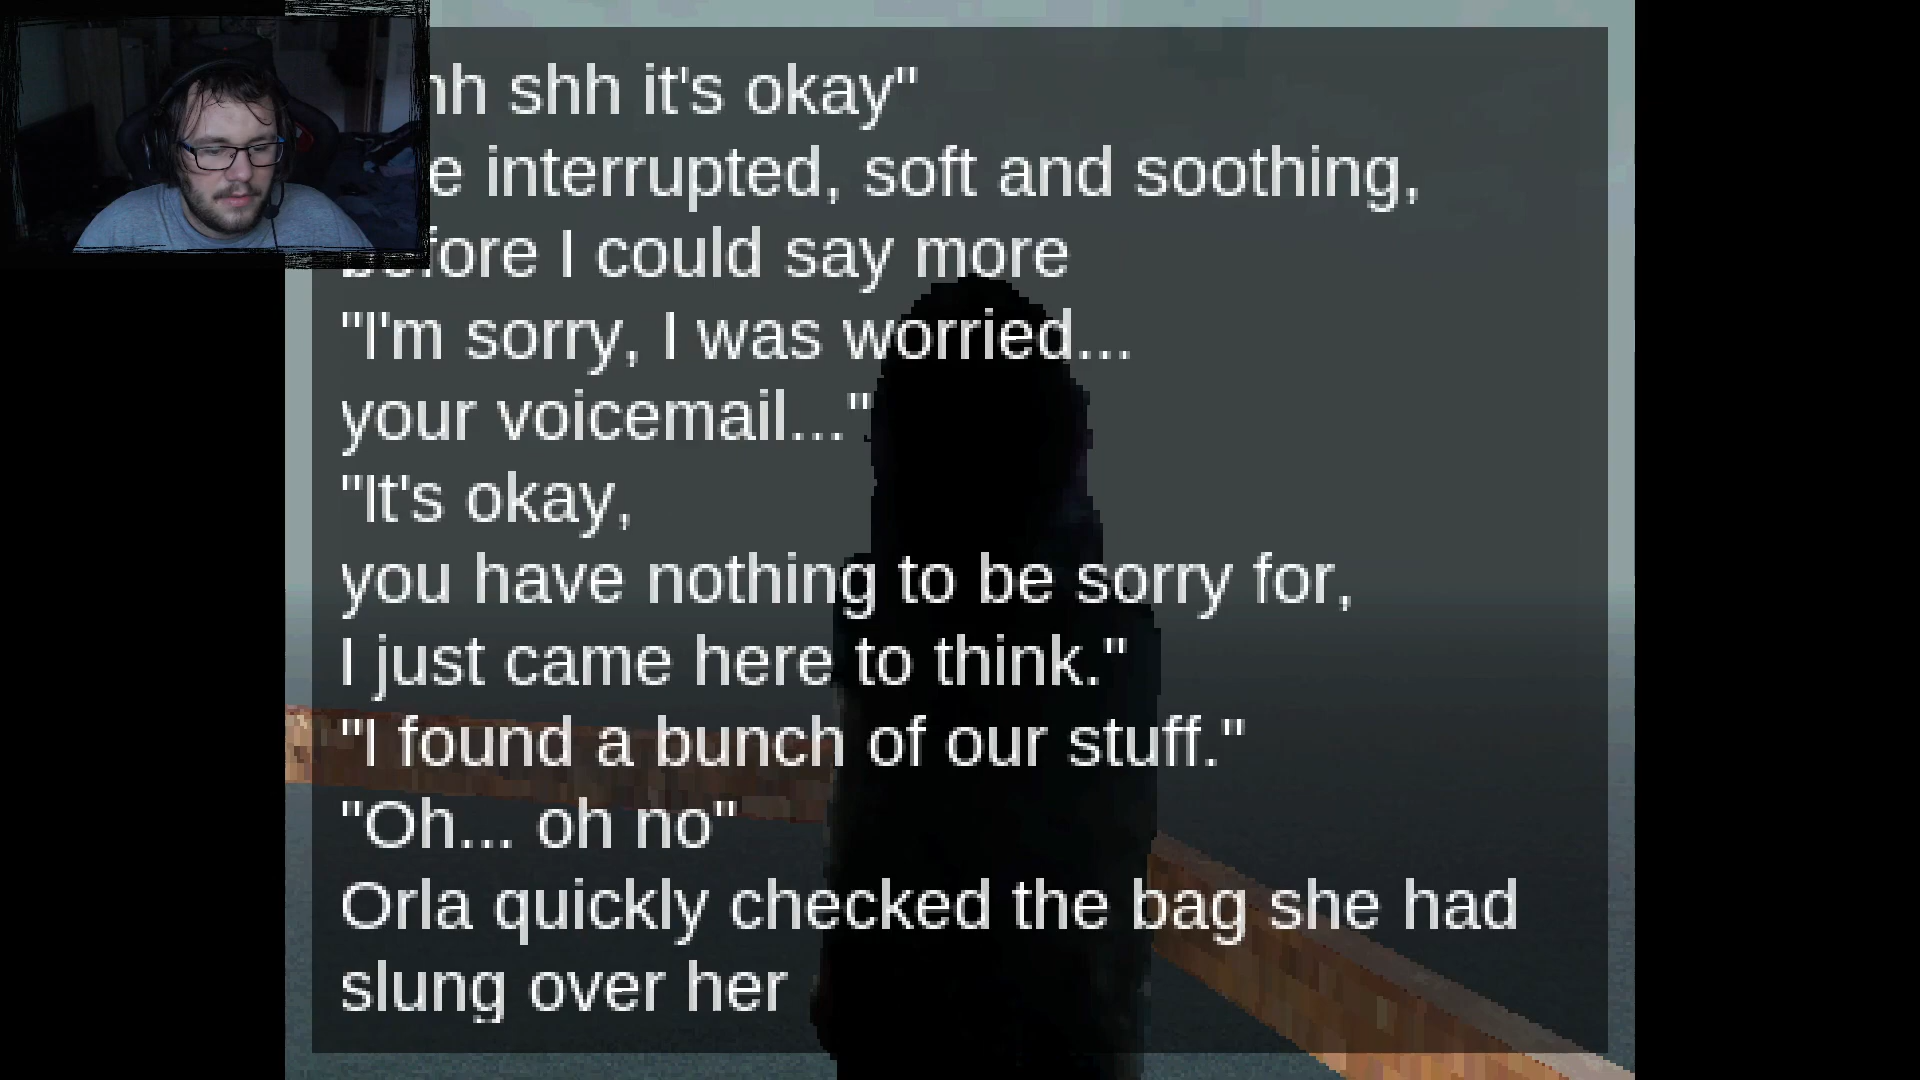 shh it's okay"
interrupted, soft and soothing,
before I could say more
"I'm sorry, I was worried...
your voicemail..."
"It's okay,
you have nothing to be sorry for,
I just came here to think."
"I found a bunch of our stuff."
"Oh... oh no"
Orla quickly checked the bag she had
slung over her